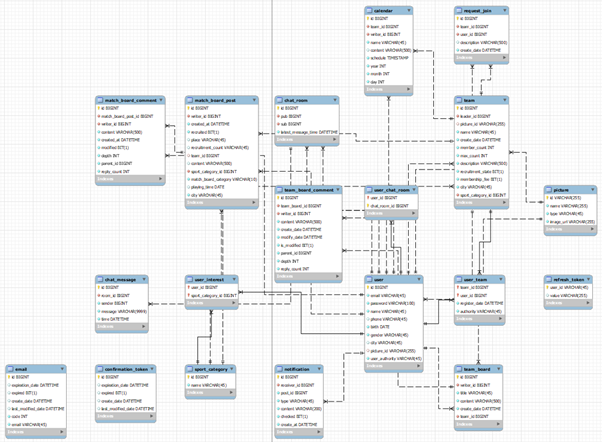 calendar
id BIGINT
team_id BIGINT
writer_id BIGINT
name VARCHAR(45)
content VARCHAR(500)
schedule TIMESTAMP
year INT
month INT
day INT
Indexes
request_join
id BIGINT
team_id BIGINT
user_id BIGINT
description VARCHAR(500)
create_date DATETIME
Indexes
match_board_comment
id BIGINT
match_board_post_id BIGINT
writer_id BIGINT
content VARCHAR(500)
created_at DATETIME
modified BIT(1)
depth INT
parent_id BIGINT
reply_count INT
Indexes
match_board_post
id BIGINT
writer_id BIGINT
created_at DATETIME
recruited BIT(1)
place VARCHAR(45)
recruitment_count VARCHAR(45)
team_id BIGINT
content VARCHAR(500)
sport_category_id BIGINT
match_board_category VARCHAR(10)
playing_time DATE
city VARCHAR(45)
Indexes
chat_room
id BIGINT
pub BIGINT
sub BIGINT
latest_message_time DATETIME
Indexes
team
id BIGINT
leader_id BIGINT
picture_id VARCHAR(255)
name VARCHAR(45)
create_date DATETIME
member_count INT
max_count INT
description VARCHAR(500)
recruitment_state BIT(1)
membership_fee BIT(1)
city VARCHAR(45)
sport_category_id BIGINT
Indexes
team_board_comment
id BIGINT
team_board_id BIGINT
writer_id BIGINT
content VARCHAR(500)
create_date DATETIME
modify_date DATETIME
is_modified BIT(1)
parent_id BIGINT
depth INT
reply_count INT
Indexes
user_chat_room
user_id BIGINT
chat_room_id BIGINT
Indexes
picture
id VARCHAR(255)
name VARCHAR(255)
type VARCHAR(45)
image_url VARCHAR(255)
Indexes
chat_message
id BIGINT
room_id BIGINT
sender BIGINT
message VARCHAR(9999)
time DATETIME
Indexes
user_interest
user_id BIGINT
sport_category_id BIGINT
Indexes
user
id BIGINT
email VARCHAR(45)
password VARCHAR(100)
name VARCHAR(45)
phone VARCHAR(45)
birth DATE
gender VARCHAR(45)
city VARCHAR(45)
picture_id VARCHAR(255)
user_authority VARCHAR(45)
Indexes
user_team
team_id BIGINT
user_id BIGINT
register_date DATETIME
authority VARCHAR(45)
Indexes
refresh_token
user_id VARCHAR(45)
value VARCHAR(255)
Indexes
email
id BIGINT
expiration_date DATETIME
expired BIT(1)
create_date DATETIME
last_modified_date DATETIME
code INT
email VARCHAR(45)
Indexes
confirmation_token
id BIGINT
expiration_date DATETIME
expired BIT(1)
create_date DATETIME
last_modified_date DATETIME
Indexes
sport_category
id BIGINT
name VARCHAR(45)
Indexes
notification
id BIGINT
receiver_id BIGINT
post_id BIGINT
type VARCHAR(45)
content VARCHAR(300)
checked BIT(1)
create_at DATETIME
Indexes
team_board
id BIGINT
writer_id BIGINT
title VARCHAR(45)
content VARCHAR(500)
create_date DATETIME
team_id BIGINT
Indexes